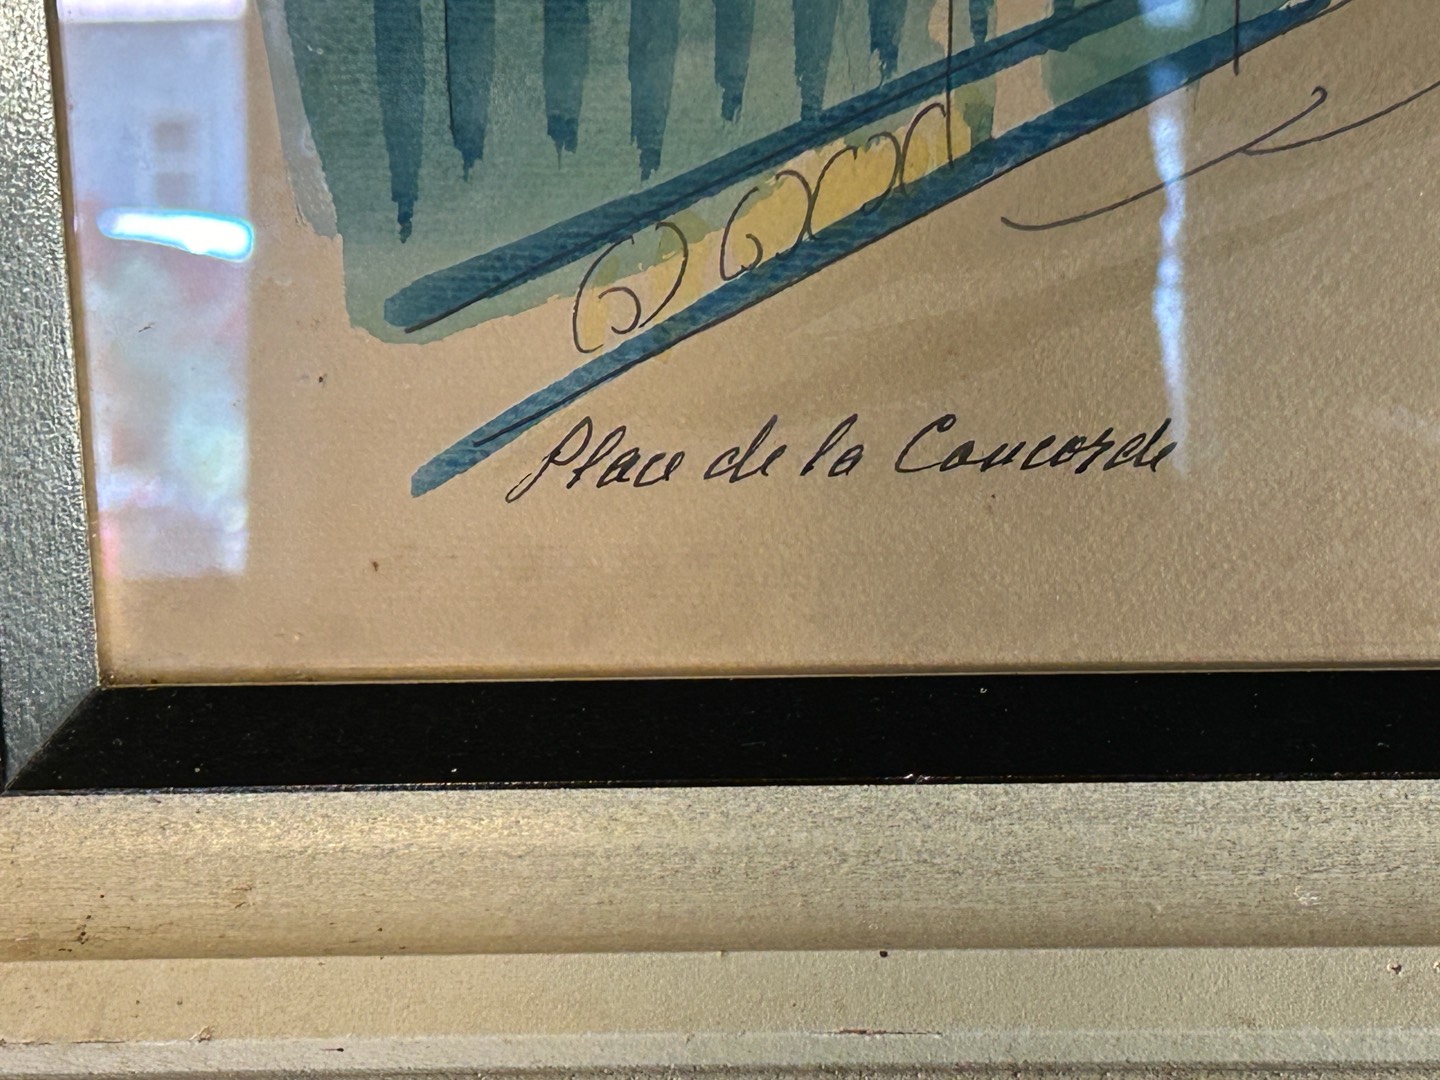 Place de la Concorde